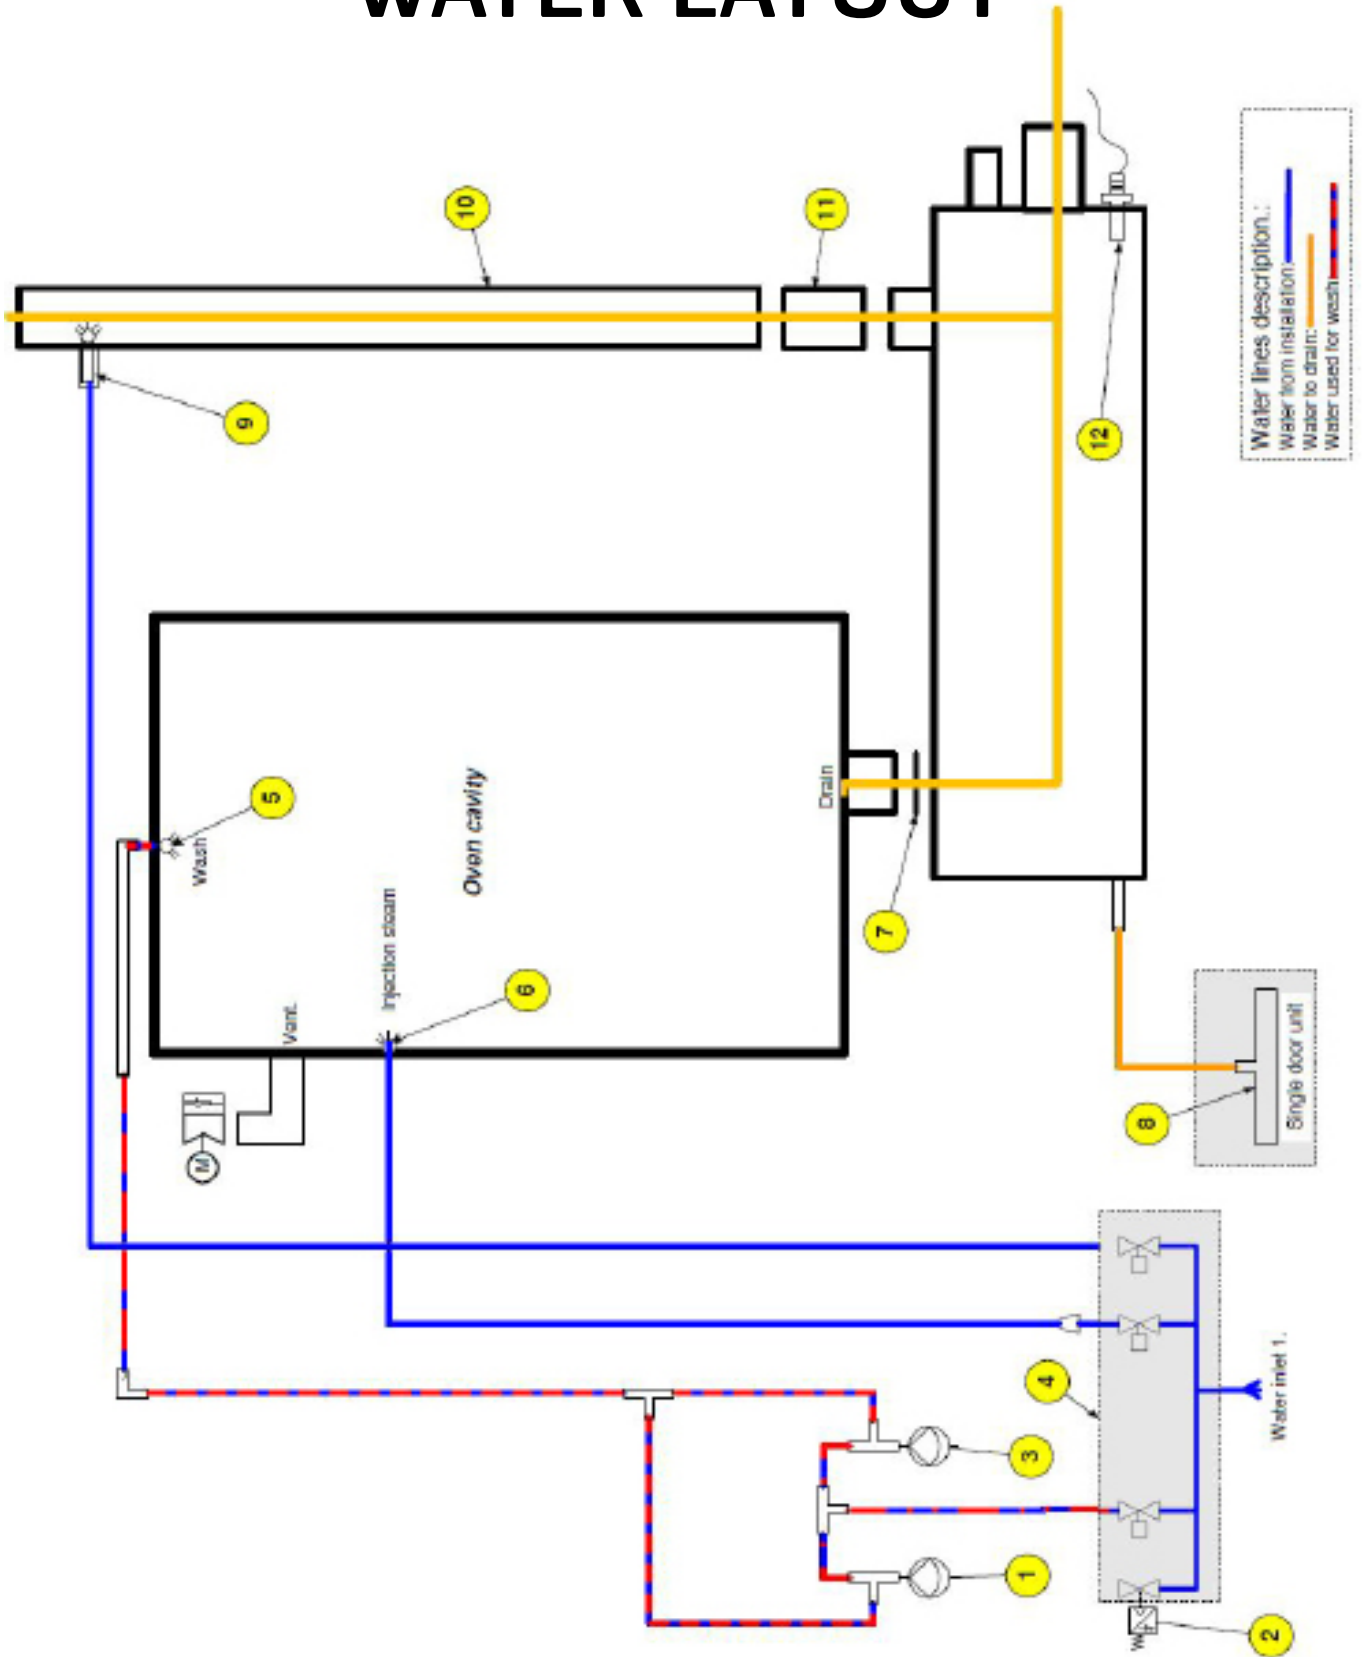 WATER LAYOUT
10
11
9
12
Water lines description.:
Water from installation:
Water to drain:
Water used for wash:
5
Wash
Oven cavity
Drain
Injection steam
6
7
Vent.
M
8
Single door unit
4
Water inlet 1.
3
1
2
W